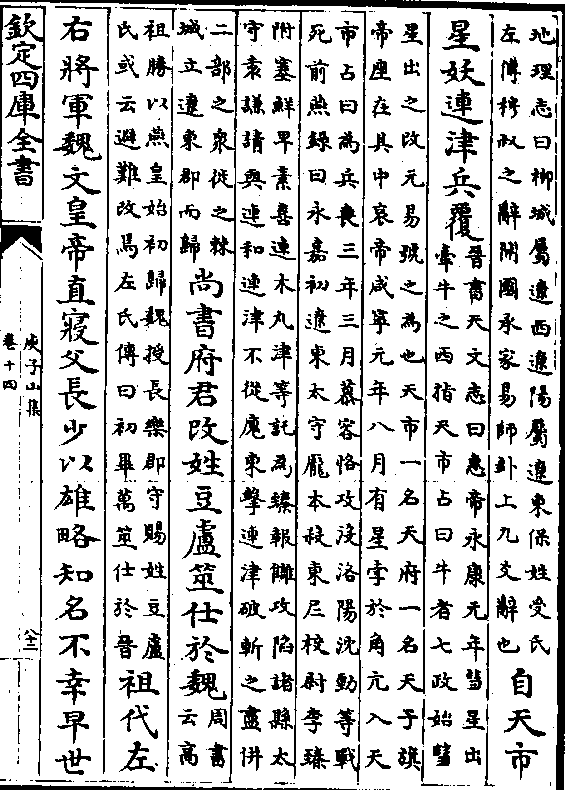 地理志曰柳城屬遼西遼陽屬遼東保姓受氏
左傳穆叔之辭開國承家易師卦上九爻辭也
自天市
星妖連津兵覆
晉書天文志曰惠帝永康元年彗星出
牽牛之西指天市占曰牛者七政始彗
星出之改元易號之為也天市一名天府一名天子旗
帝座在其中哀帝咸寧元年八月有星孛於角亢入天
市占曰為兵喪三年三月慕容恪攻沒洛陽沈勁等戰
死前燕錄曰永嘉初遼東太守龐本殺東𡰥校尉李臻
附塞鮮卑素喜連木丸津等託為臻報讎攻陷諸縣太
守袁謙請與連和連津不從廆東擊連津破斬之盡併
二部之衆從之棘
城立遼東郡而歸
尚書府君改姓豆盧筮仕於魏
周書
云高
祖勝以燕皇始初歸魏授長樂郡守賜姓豆盧
氏或云避難改焉左氏傳曰初畢萬筮仕於晉
祖代左
右將軍魏文皇帝直寢父長少以雄略知名不幸早世
欽定四庫全書
庾子山集
卷十四